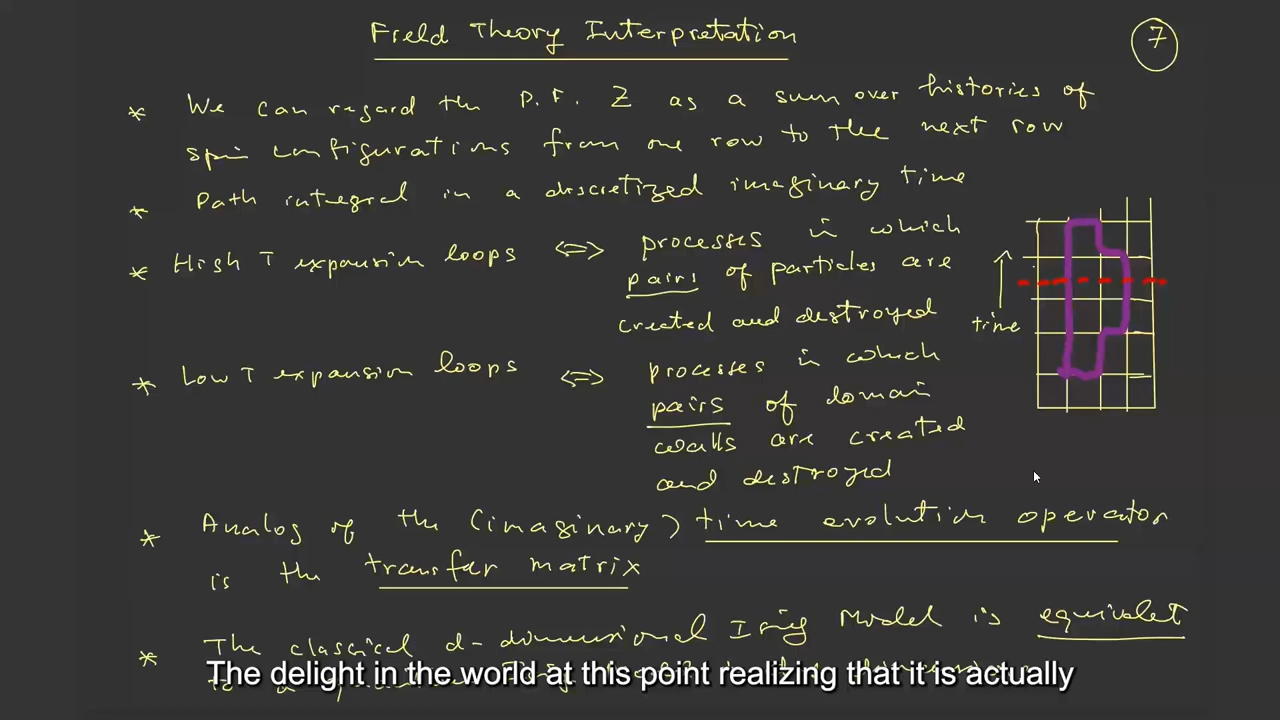 Field Theory Interpretation
7
* We can regard the P.F. Z as a sum over histories of
spin configurations from one row to the next row
* Path integral in a discretized imaginary time
* High T expansion loops ⇔ processes in which
pairs of particles are
created and destroyed
time
* Low T expansion loops ⇔ processes in which
pairs of domain
walls are created
and destroyed
* Analog of the (imaginary) time evolution operator
is the transfer matrix
* The classical d-dimensional Ising Model is equivalet
The delight in the world at this point realizing that it is actually